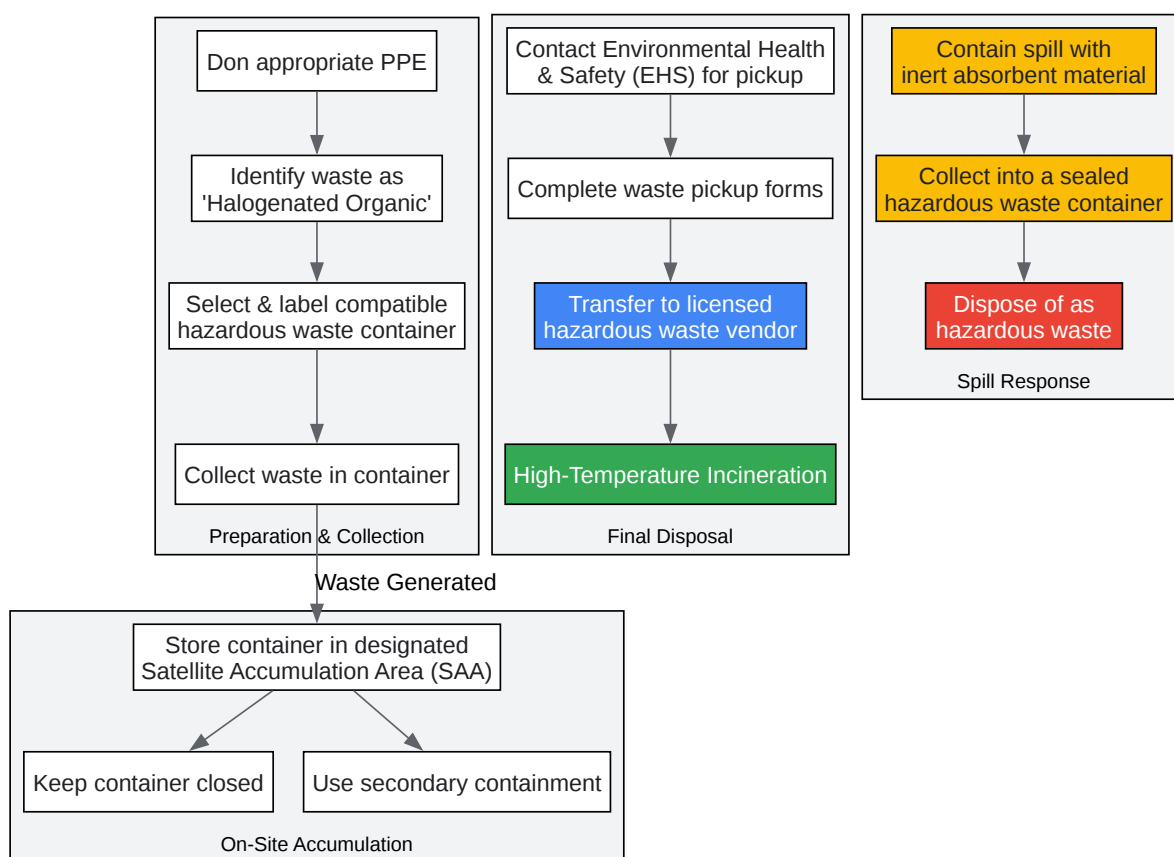 Don appropriate PPE
Identify waste as
'Halogenated Organic'
Select & label compatible
hazardous waste container
Collect waste in container
Preparation & Collection
Contact Environmental Health
& Safety (EHS) for pickup
Complete waste pickup forms
Transfer to licensed
hazardous waste vendor
High-Temperature Incineration
Final Disposal
Contain spill with
inert absorbent material
Collect into a sealed
hazardous waste container
Dispose of as
hazardous waste
Spill Response
Waste Generated
Store container in designated
Satellite Accumulation Area (SAA)
Keep container closed
Use secondary containment
On-Site Accumulation